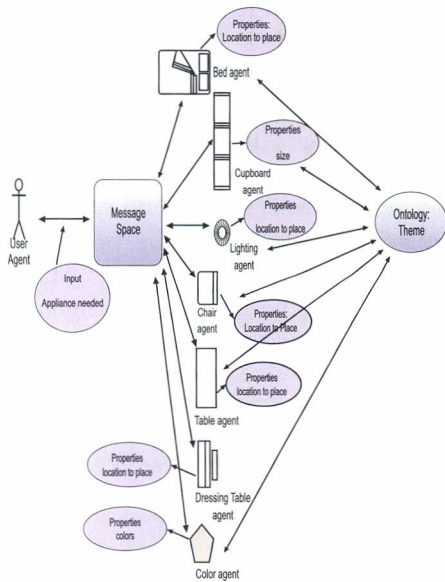 Properties:
Location to place
Bed agent
Properties
size
Cupboard
agent
Properties
location to place
Lighting
agent
User
Agent
Message
Space
Ontology:
Theme
Input
Appliance needed
Chair
agent
Properties:
Location to Place
Properties
location to place
Table agent
Properties
location to place
Dressing Table
agent
Properties
colors
Color agent